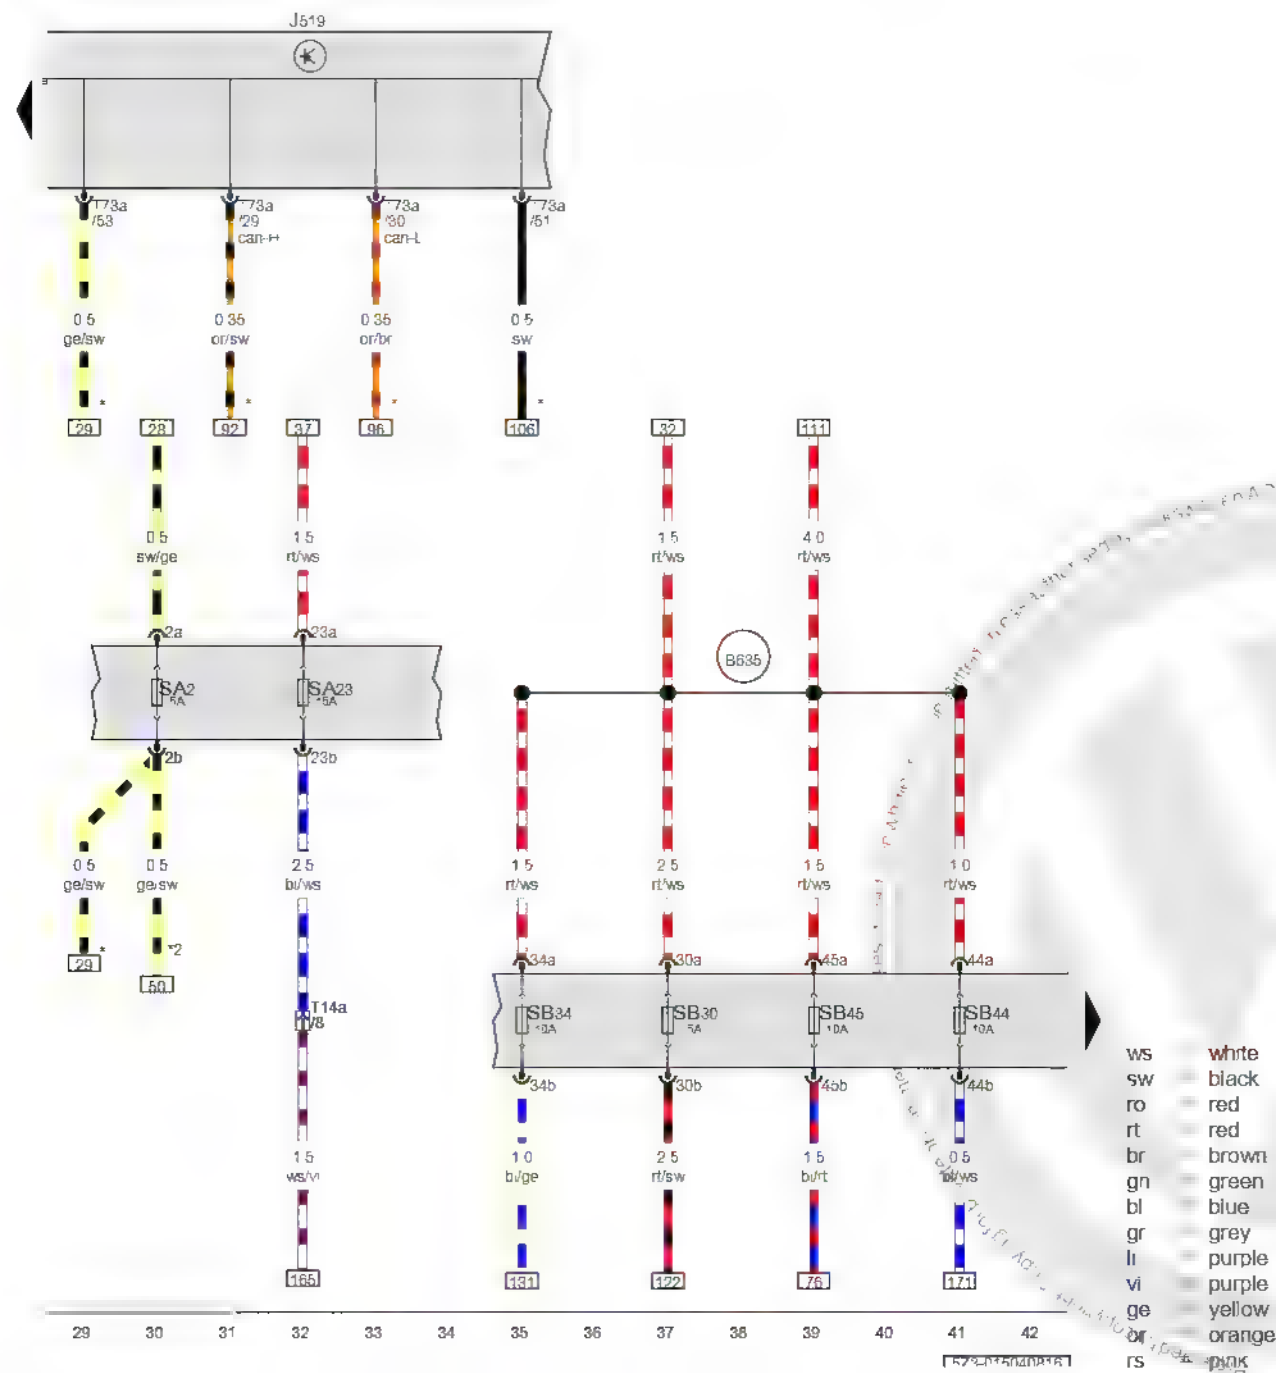 J519
T73a /53
T73a /29 can-H
T73a /30 can-L
T73a /51
0.5 ge/sw
0.35 or/sw
0.35 or/br
0.5 sw
* * * *
29 28 92 37 96 106 32 111
0.5 sw/ge
1.5 rt/ws
1.5 rt/ws
4.0 rt/ws
2a 23a
B635
SA2 5A
SA23 15A
2b 23b
0.5 ge/sw
0.5 ge/sw
2.5 bl/ws
1.5 rt/ws
2.5 rt/ws
1.5 rt/ws
1.0 rt/ws
* *2
29 50
34a 30a 45a 44a
T14a /8
SB34 10A
SB30 5A
SB45 10A
SB44 10A
34b 30b 45b 44b
1.5 ws/vi
1.0 bl/ge
2.5 rt/sw
1.5 bl/rt
0.5 bl/ws
165 131 122 76 171
29 30 31 32 33 34 35 36 37 38 39 40 41 42
ws = white
sw = black
ro = red
rt = red
br = brown
gn = green
bl = blue
gr = grey
li = purple
vi = purple
ge = yellow
or = orange
rs = pink